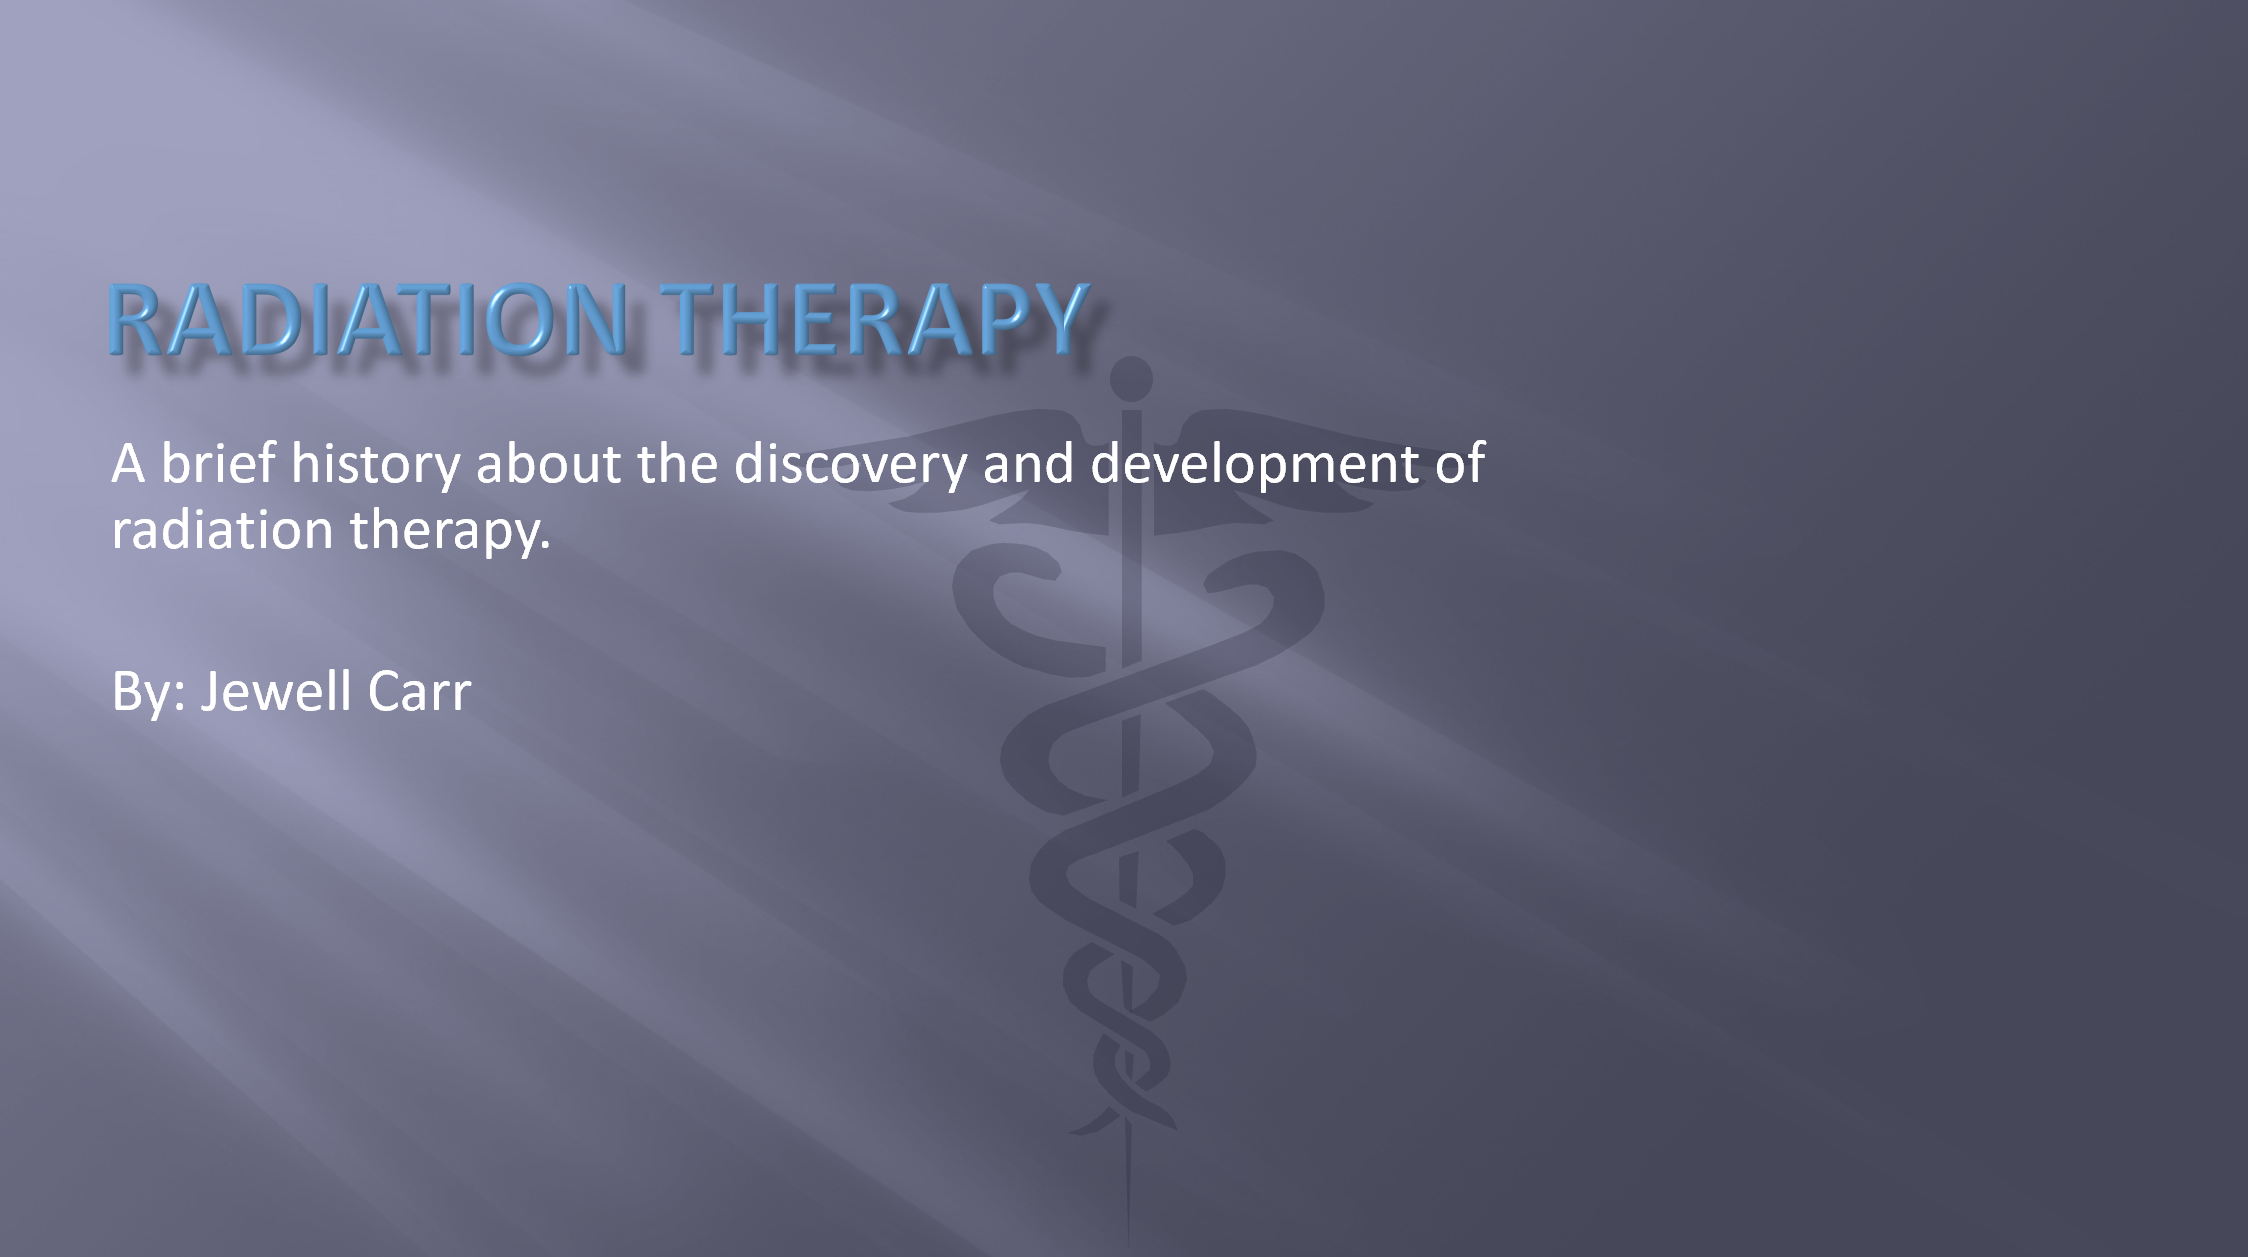 RADIATION THERAPY
A brief history about the discovery and development of
radiation therapy.
By: Jewell Carr